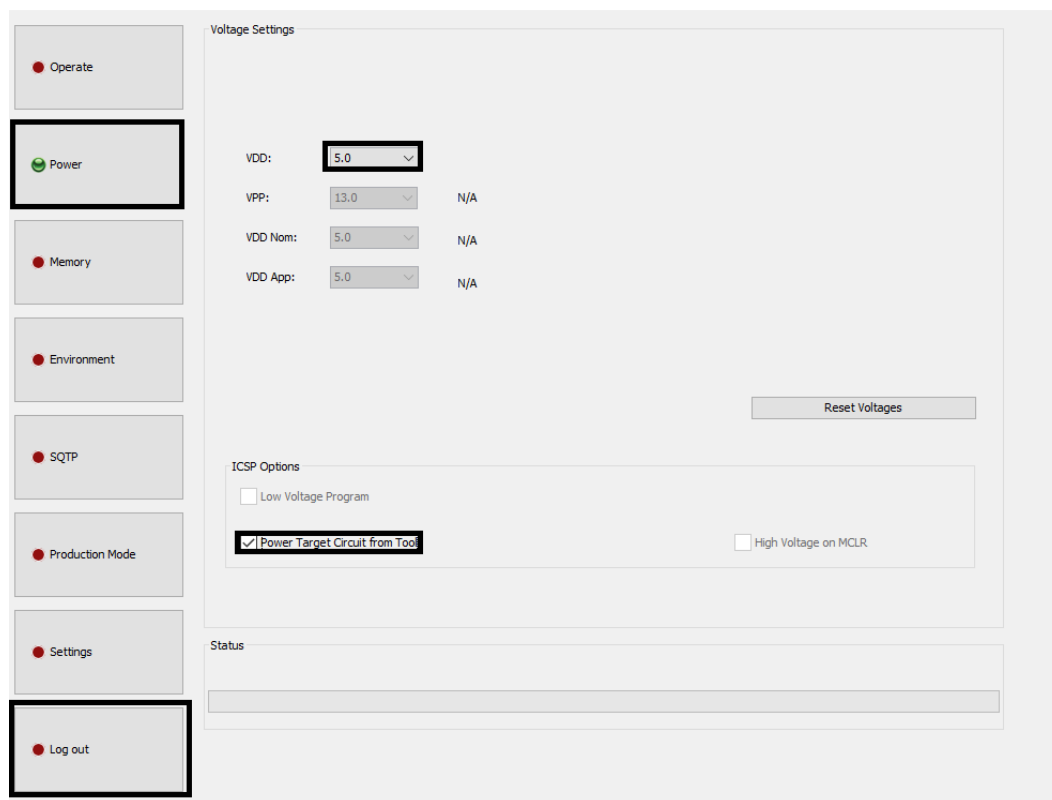 Operate
Power
Memory
Environment
SQTP
Production Mode
Settings
Log out
Voltage Settings
VDD: 5.0
VPP: 13.0 N/A
VDD Nom: 5.0 N/A
VDD App: 5.0 N/A
Reset Voltages
ICSP Options
Low Voltage Program
Power Target Circuit from Tool High Voltage on MCLR
Status